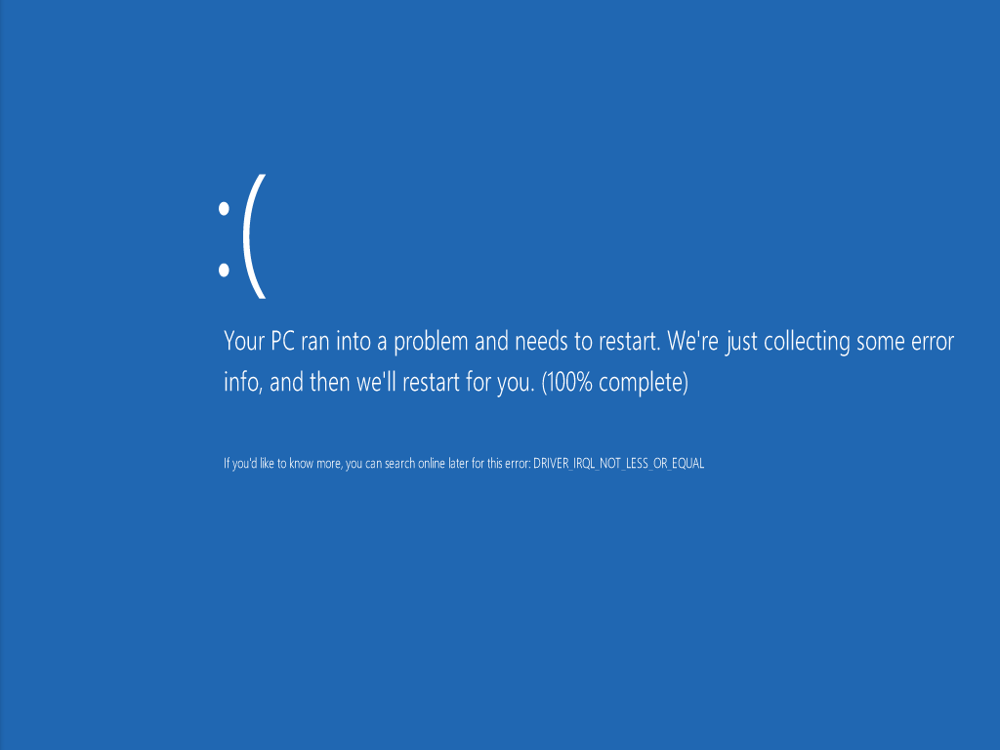 :(
Your PC ran into a problem and needs to restart. We're just collecting some error
info, and then we'll restart for you. (100% complete)
If you'd like to know more, you can search online later for this error: DRIVER_IRQL_NOT_LESS_OR_EQUAL